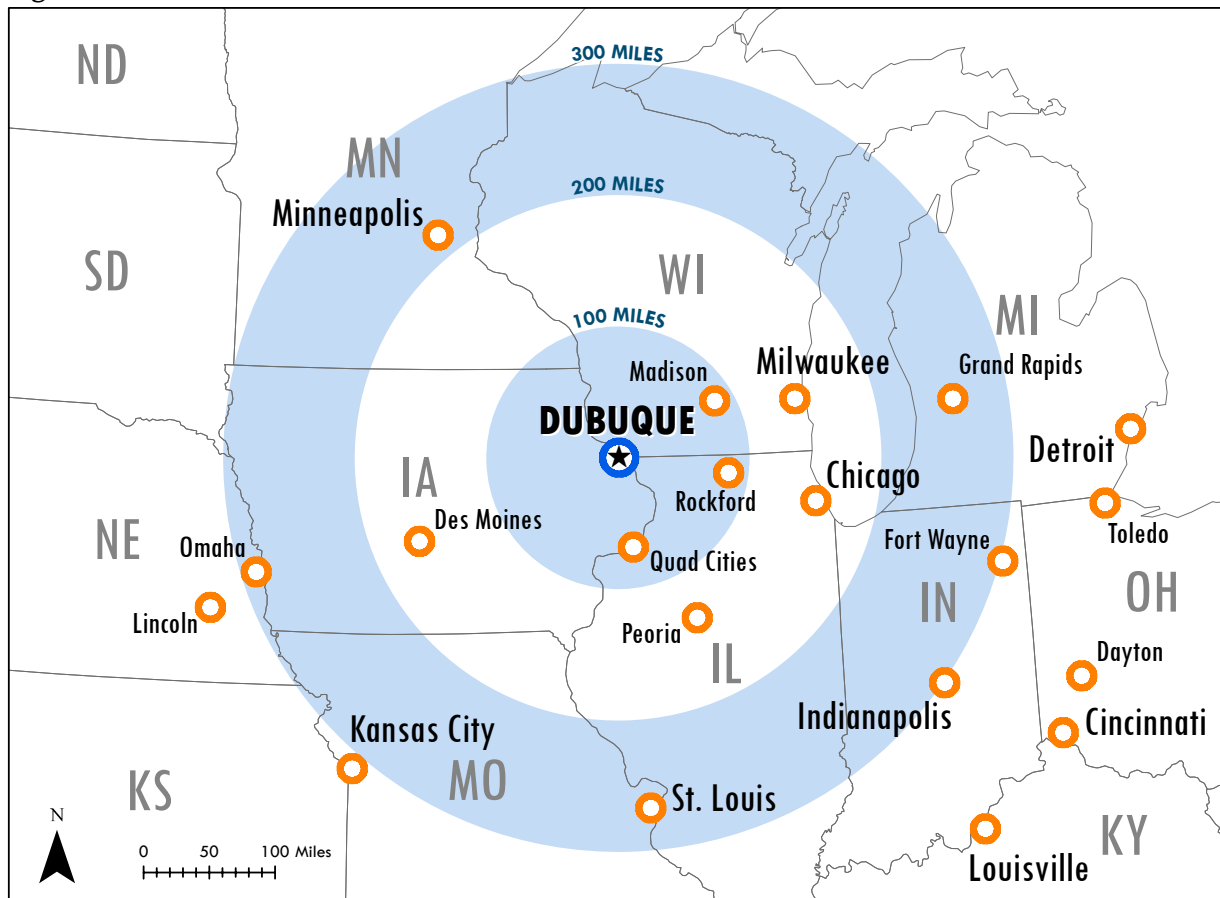 300 MILES
ND
MN
200 MILES
Minneapolis
SD
WI
MI
100 MILES
Madison
Milwaukee
Grand Rapids
DUBUQUE
Detroit
IA
Chicago
Rockford
Des Moines
Toledo
NE
Omaha
Quad Cities
Fort Wayne
OH
IN
Lincoln
Peoria
IL
Dayton
Indianapolis
Cincinnati
Kansas City
MO
KS
St. Louis
KY
N
0 50 100 Miles
Louisville